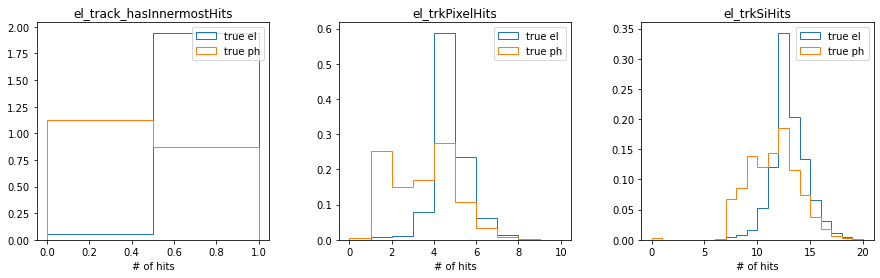 el_track_hasInnermostHits
2.00
1.75
1.50
1.25
1.00
0.75
0.50
0.25
0.00
0.0 0.2 0.4 0.6 0.8 1.0
# of hits
true el
true ph
el_trkPixelHits
0.6
0.5
0.4
0.3
0.2
0.1
0.0
0 2 4 6 8 10
# of hits
true el
true ph
el_trkSiHits
0.35
0.30
0.25
0.20
0.15
0.10
0.05
0.00
0 5 10 15 20
# of hits
true el
true ph